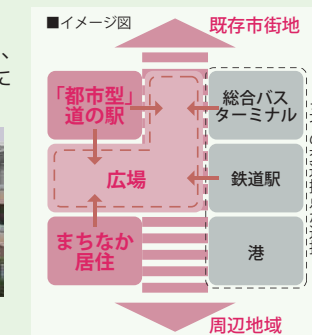 ■イメージ図
既存市街地
「都市型」
道の駅
総合バス
ターミナル
広場
鉄道駅
まちなか
居住
港
周辺地域
、
に